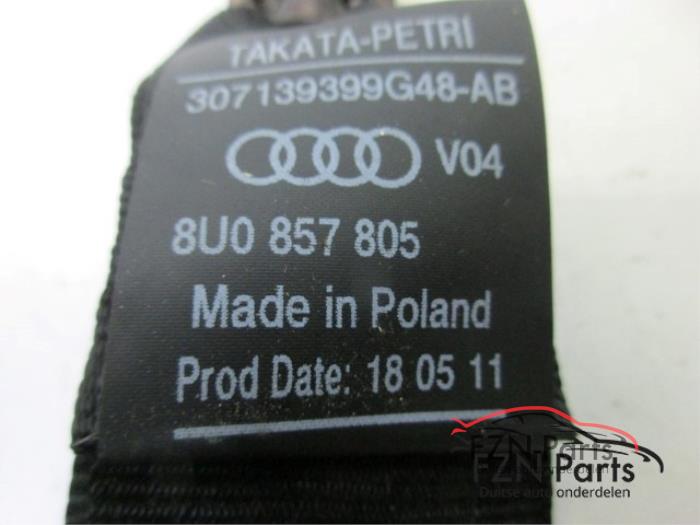 TAKATA-PETRI
307139399G48-AB
V04
8U0 857 805
Made in Poland
Prod Date: 18 05 11
FZN Parts
FZN Parts
Duitse auto onderdelen